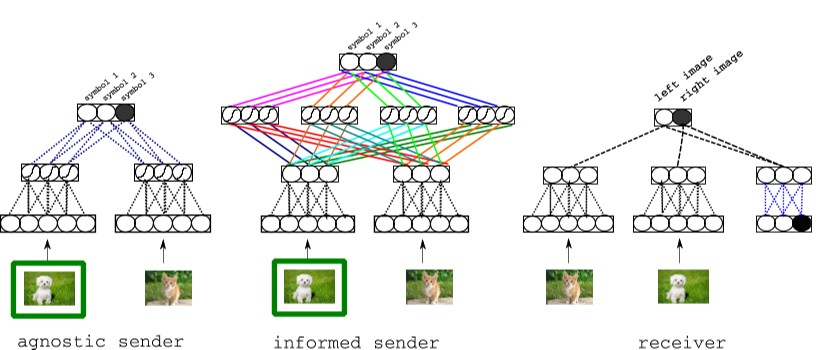 symbol 1
symbol 2
symbol 3
symbol 1
symbol 2
symbol 3
left image
right image
agnostic sender
informed sender
receiver